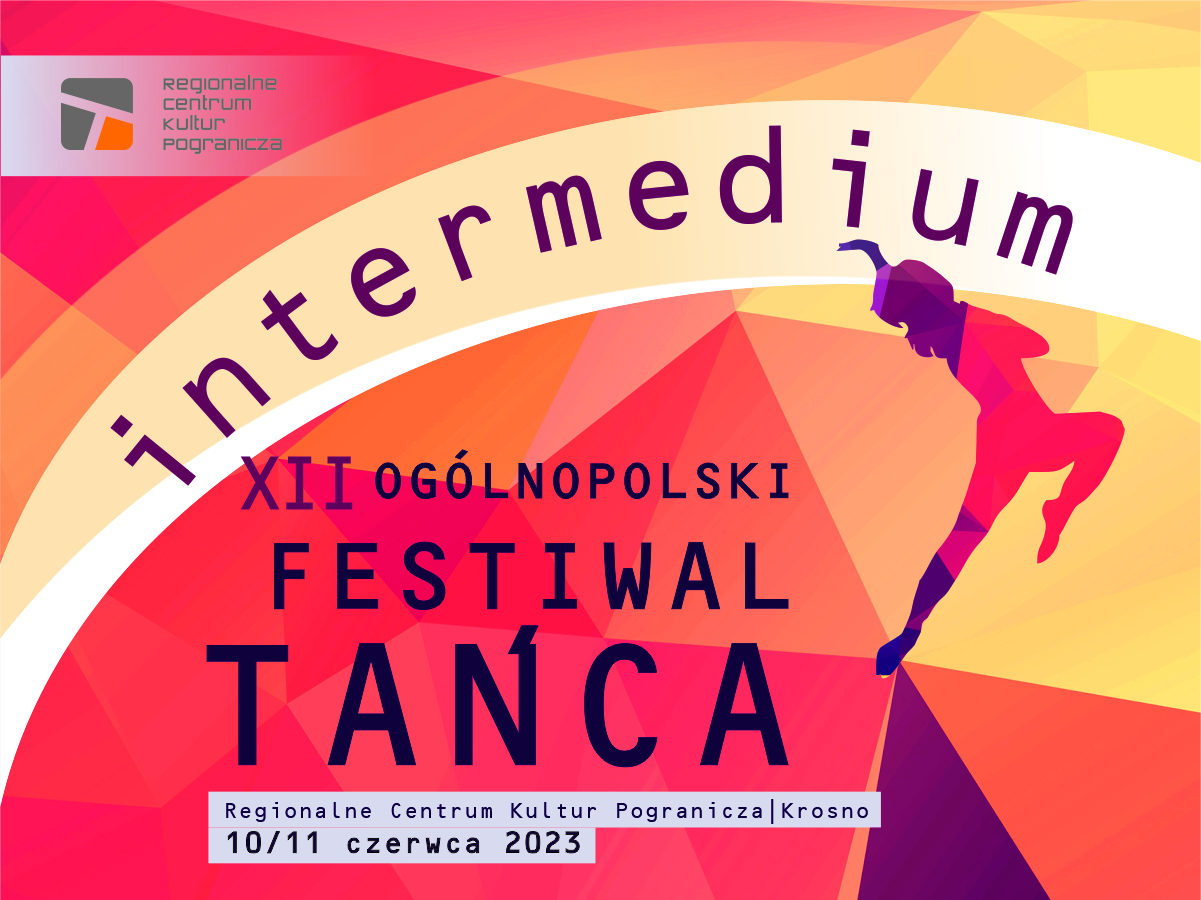 Regionalne
centrum
kultur
pogranicza
intermedium
XII OGÓLNOPOLSKI
FESTIWAL
TAŃCA
Regionalne Centrum Kultur Pogranicza|Krosno
10/11 czerwca 2023